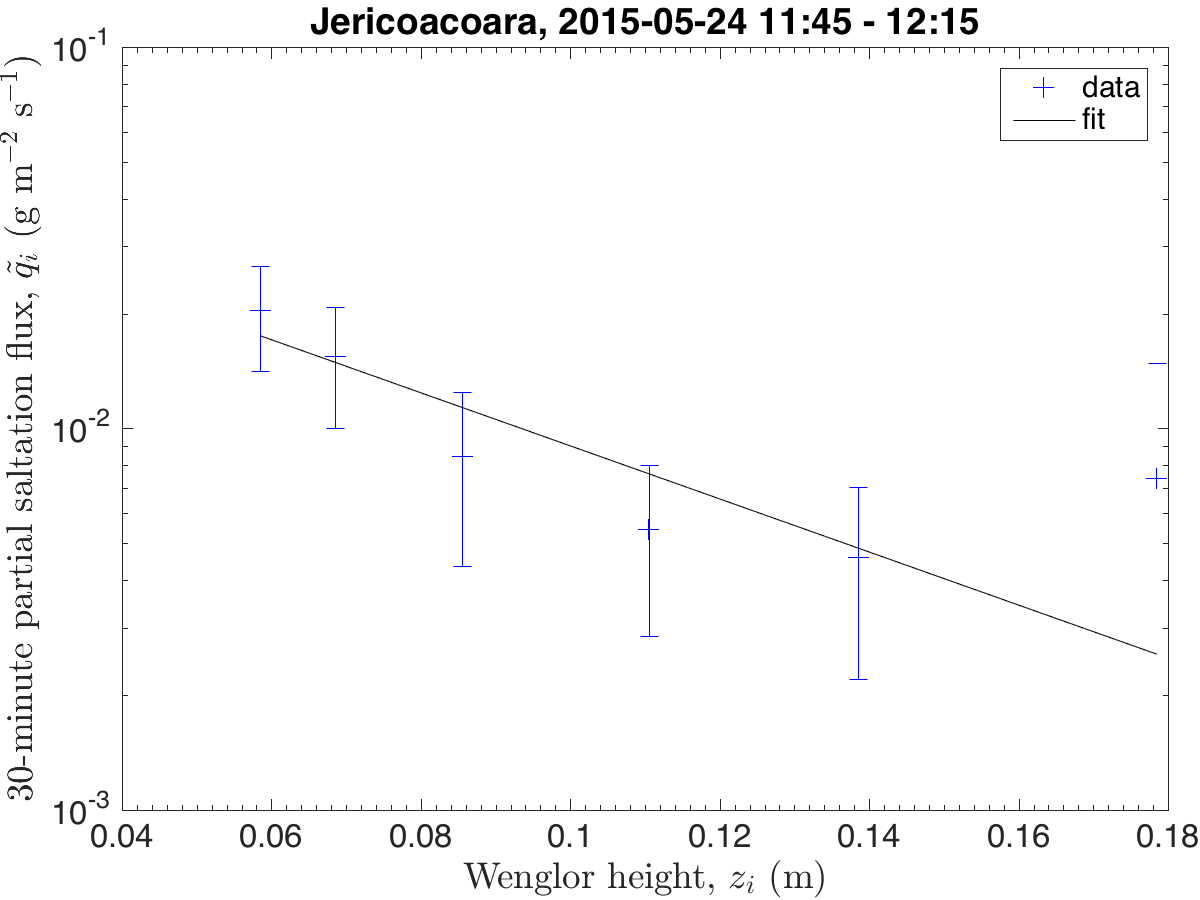 Jericoacoara, 2015-05-24 11:45 - 12:15
30-minute partial saltation flux, q̃ᵢ (g m⁻² s⁻¹)
10⁻¹
10⁻²
10⁻³
data
fit
0.04 0.06 0.08 0.1 0.12 0.14 0.16 0.18
Wenglor height, zᵢ (m)